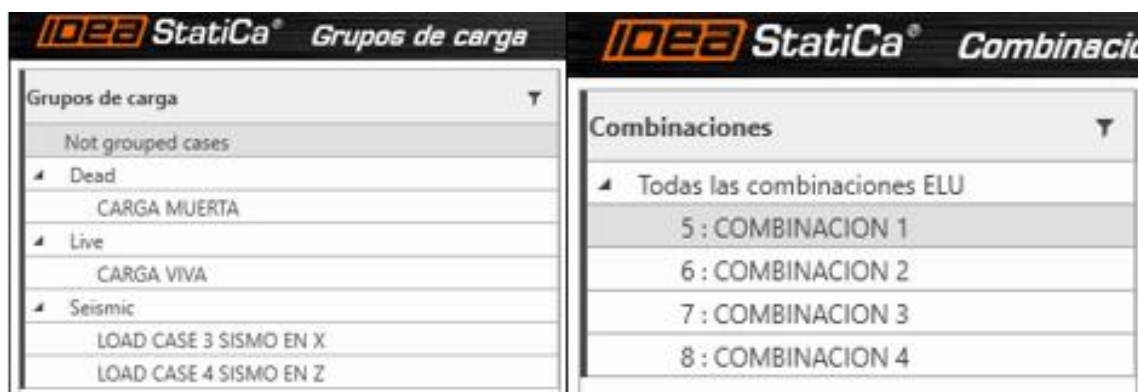 IDEA StatiCa® Grupos de carga
Grupos de carga
Not grouped cases
Dead
CARGA MUERTA
Live
CARGA VIVA
Seismic
LOAD CASE 3 SISMO EN X
LOAD CASE 4 SISMO EN Z
IDEA StatiCa® Combinacio
Combinaciones
Todas las combinaciones ELU
5 : COMBINACION 1
6 : COMBINACION 2
7 : COMBINACION 3
8 : COMBINACION 4